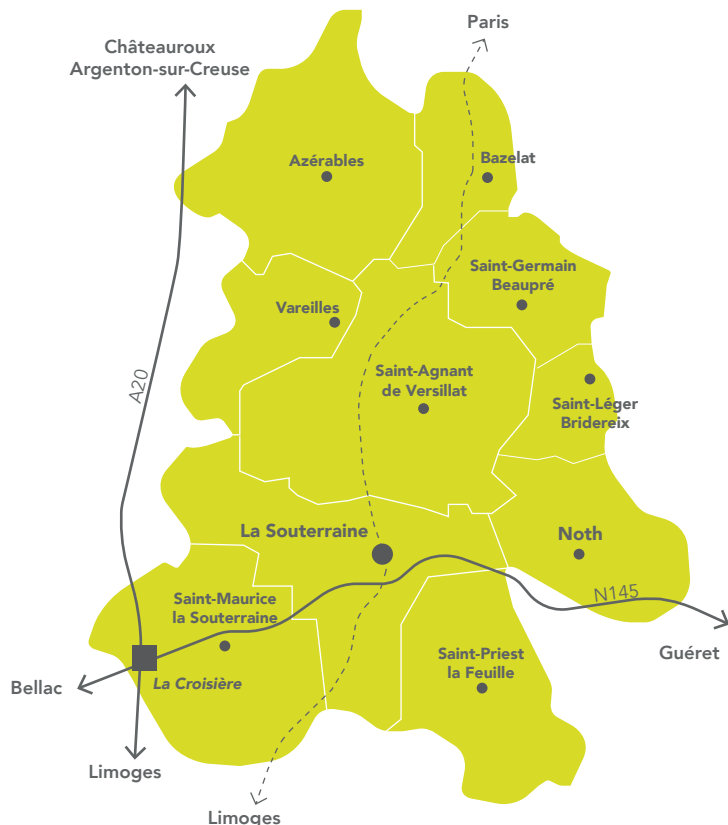 Paris
Châteauroux
Argenton-sur-Creuse
Azérables
Bazelat
Saint-Germain
Beaupré
Vareilles
A20
Saint-Agnant
de Versillat
Saint-Léger
Bridereix
La Souterraine
Noth
N145
Saint-Maurice
la Souterraine
Guéret
Saint-Priest
la Feuille
La Croisière
Bellac
Limoges
Limoges